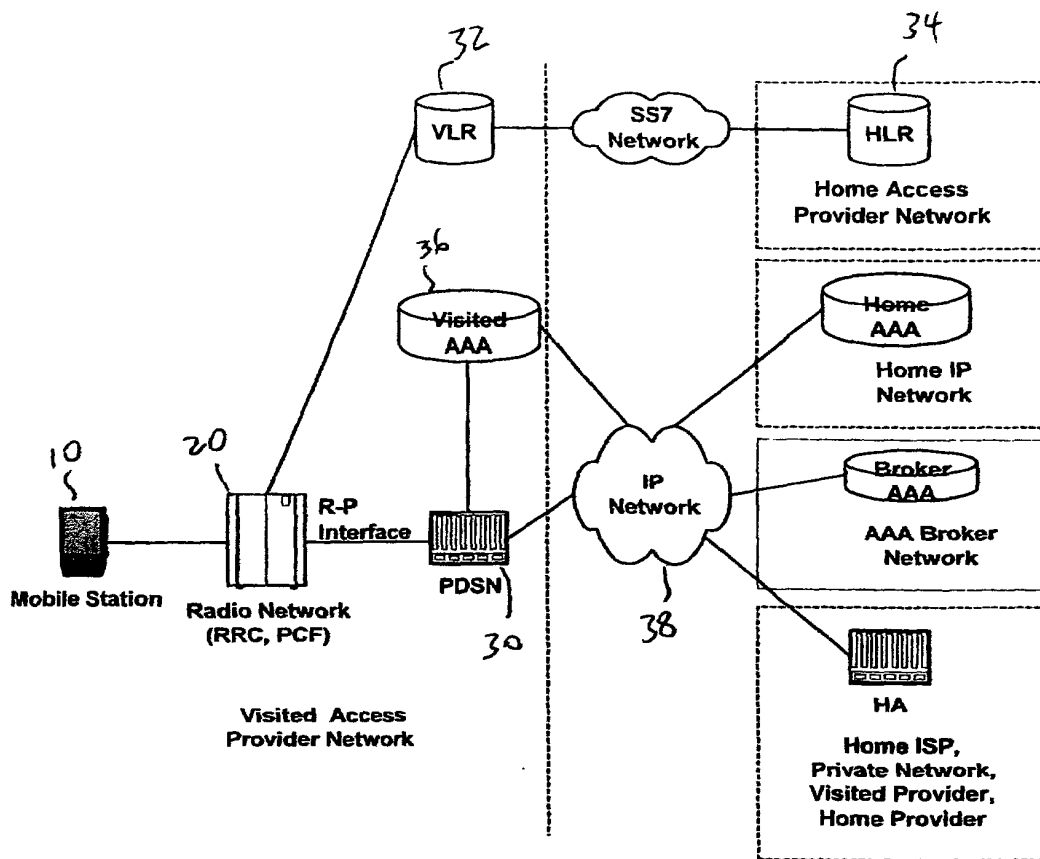 32
34
VLR
SS7
Network
HLR
Home Access
Provider Network
36
Visited
AAA
Home
AAA
Home IP
Network
10
20
R-P
Interface
IP
Network
Broker
AAA
AAA Broker
Network
Mobile Station
Radio Network
(RRC, PCF)
PDSN
30
38
HA
Visited Access
Provider Network
Home ISP,
Private Network,
Visited Provider,
Home Provider